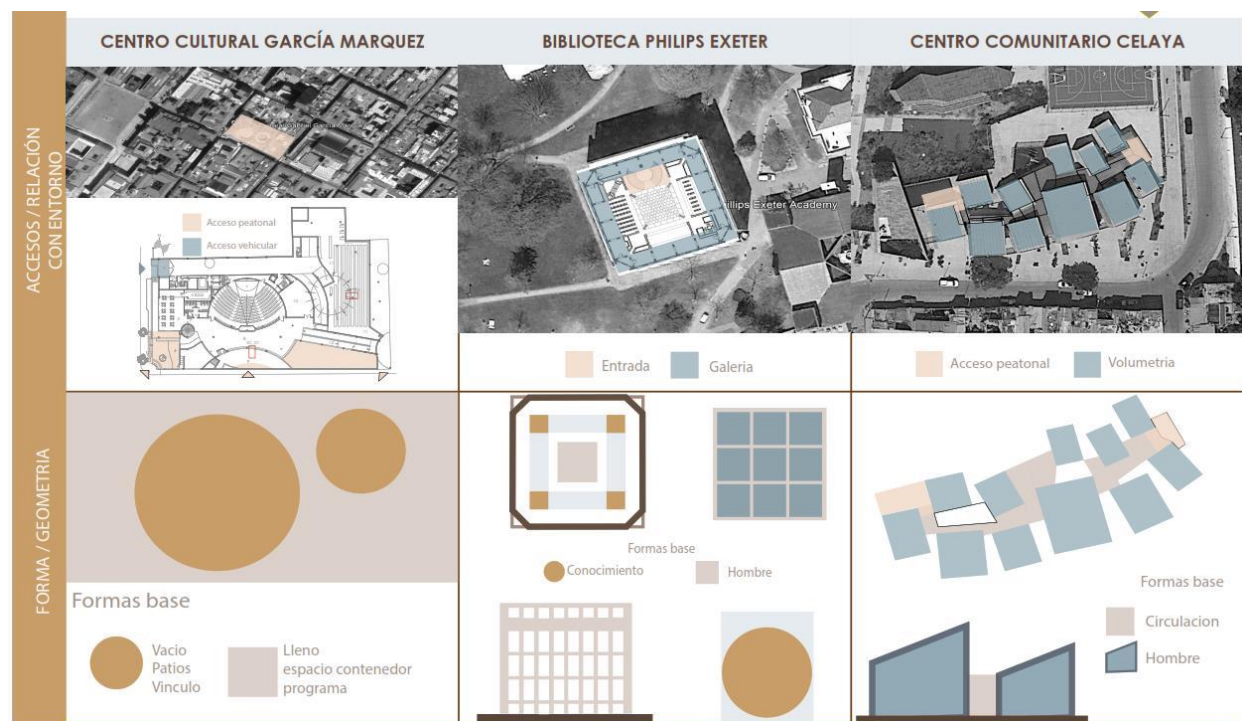 CENTRO CULTURAL GARCÍA MARQUEZ
BIBLIOTECA PHILIPS EXETER
CENTRO COMUNITARIO CELAYA
ACCESOS / RELACIÓN
CON ENTORNO
Acceso peatonal
Acceso vehicular
illips Exeter Academy
Entrada
Galeria
Acceso peatonal
Volumetria
FORMA / GEOMETRIA
Formas base
Vacio
Patios
Vinculo
Lleno
espacio contenedor
programa
Formas base
Conocimiento
Hombre
Formas base
Circulacion
Hombre